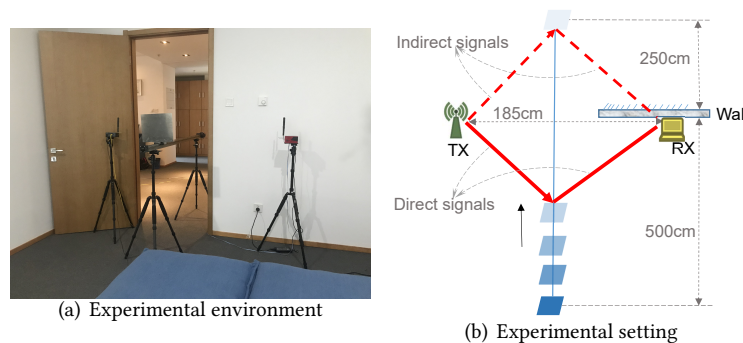 Indirect signals
250cm
185cm
Wal
TX
RX
Direct signals
500cm
(a) Experimental environment
(b) Experimental setting